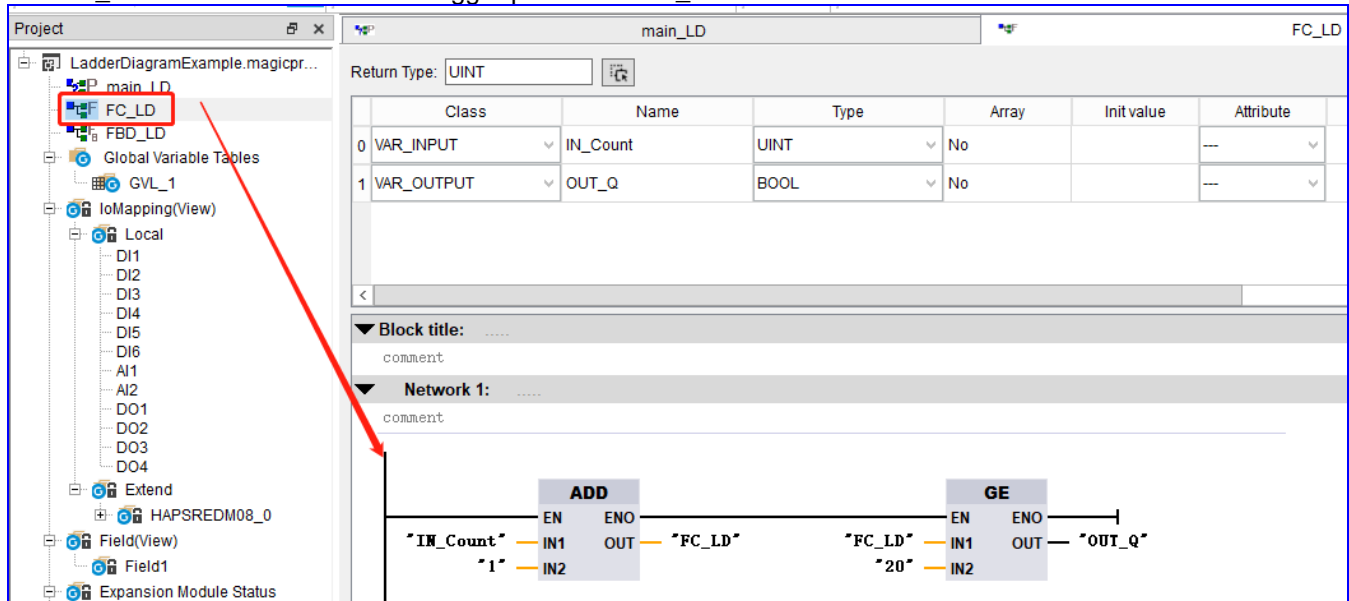 Project
main_LD
FC_LD
LadderDiagramExample.magicpr...
main_LD
FC_LD
FBD_LD
Global Variable Tables
GVL_1
IoMapping(View)
Local
DI1
DI2
DI3
DI4
DI5
DI6
AI1
AI2
DO1
DO2
DO3
DO4
Extend
HAPSREDM08_0
Field(View)
Field1
Expansion Module Status
Return Type: UINT
Class Name Type Array Init value Attribute
0 VAR_INPUT IN_Count UINT No ---
1 VAR_OUTPUT OUT_Q BOOL No ---
Block title: .....
comment
Network 1: .....
comment
ADD GE
EN ENO EN ENO
"IN_Count" IN1 OUT "FC_LD" "FC_LD" IN1 OUT "OUT_Q"
"1" IN2 "20" IN2